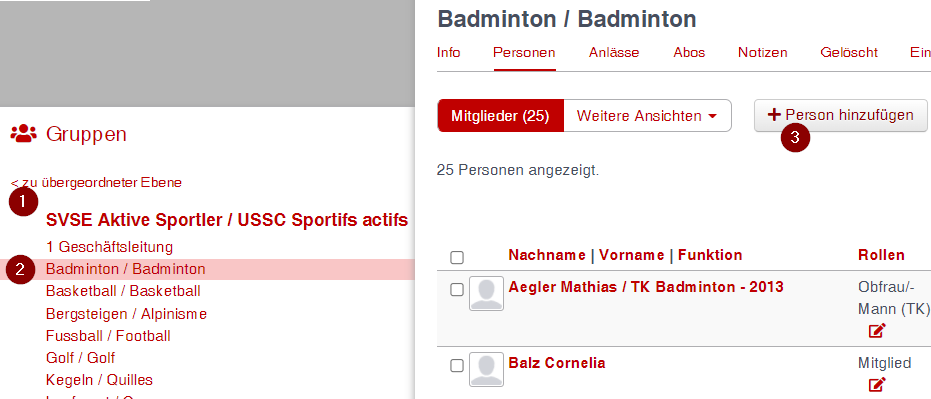 Gruppen
< zu übergeordneter Ebene
1
SVSE Aktive Sportler / USSC Sportifs actifs
1 Geschäftsleitung
2
Badminton / Badminton
Basketball / Basketball
Bergsteigen / Alpinisme
Fussball / Football
Golf / Golf
Kegeln / Quilles
Badminton / Badminton
Info Personen Anlässe Abos Notizen Gelöscht Ein
Mitglieder (25) Weitere Ansichten + Person hinzufügen
3
25 Personen angezeigt.
Nachname | Vorname | Funktion Rollen
Aegler Mathias / TK Badminton - 2013 Obfrau/-
Mann (TK)
Balz Cornelia Mitglied